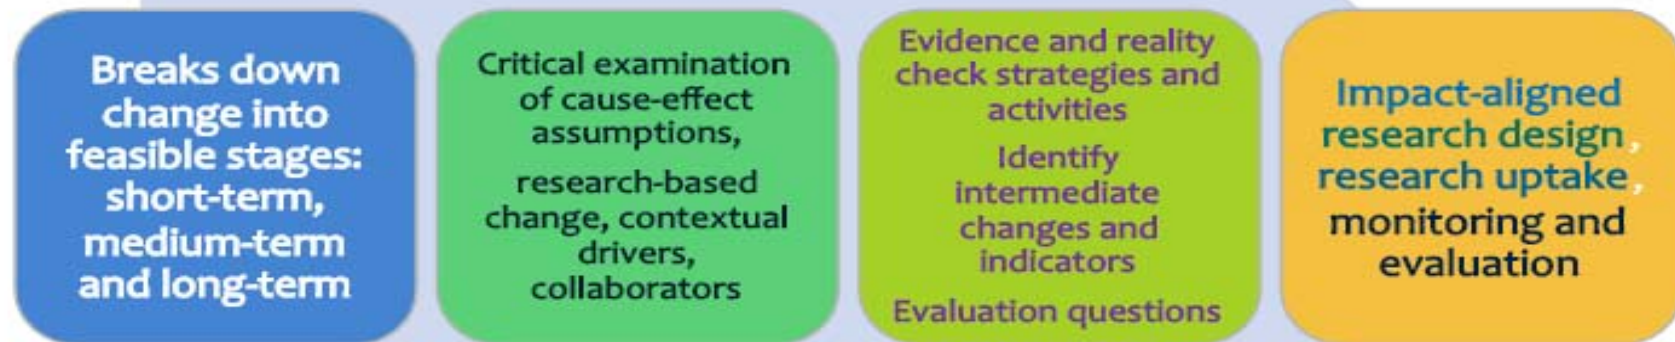 Breaks down
change into
feasible stages:
short-term,
medium-term
and long-term
Critical examination
of cause-effect
assumptions,
research-based
change, contextual
drivers,
collaborators
Evidence and reality
check strategies and
activities
Identify
intermediate
changes and
indicators
Evaluation questions
Impact-aligned
research design,
research uptake,
monitoring and
evaluation